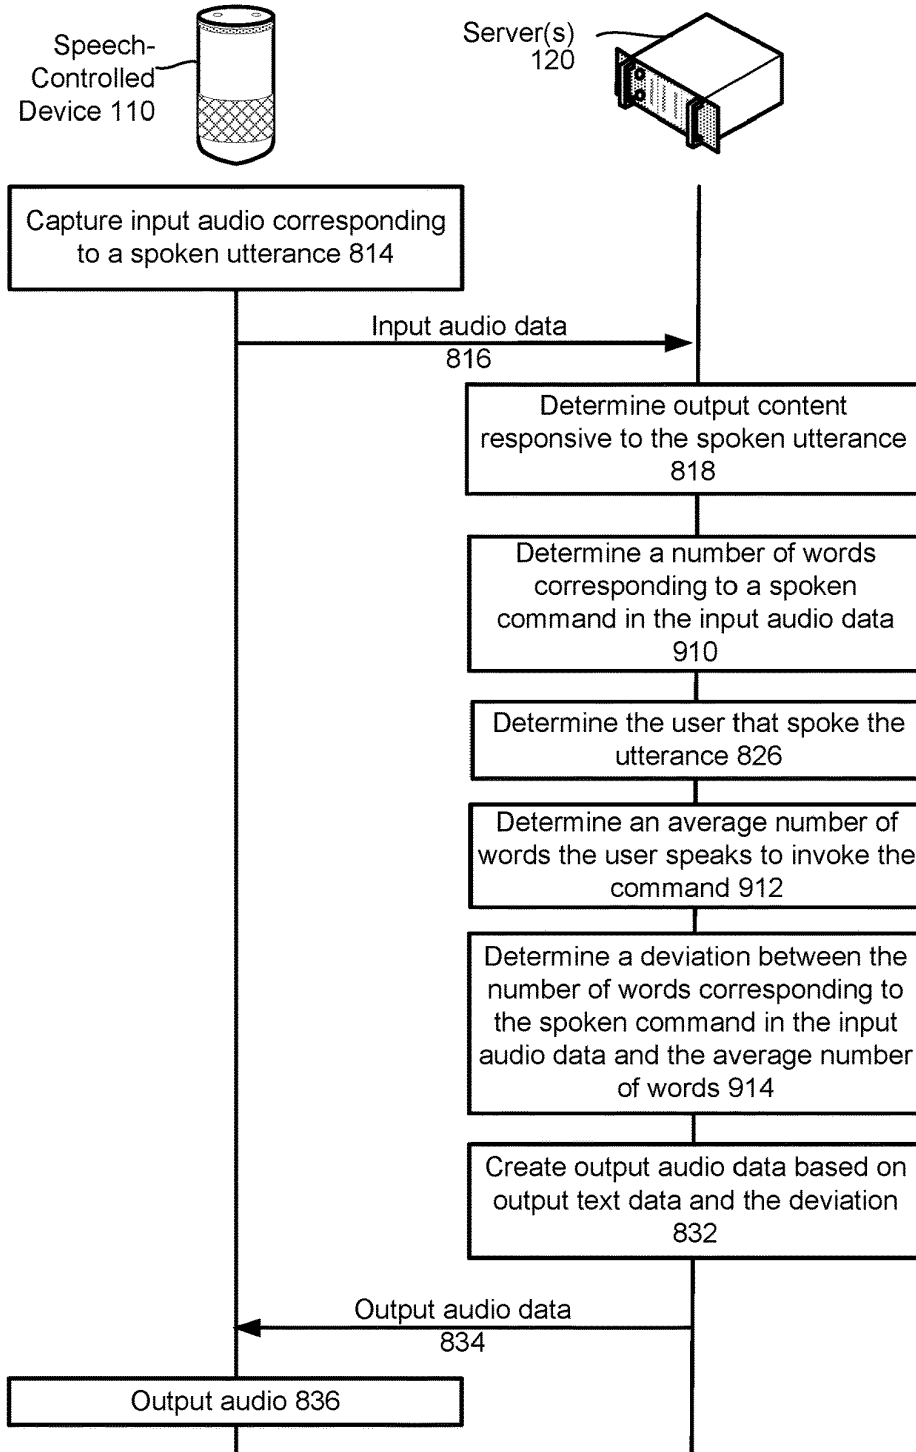 Speech-
Controlled
Device 110
Server(s)
120
Capture input audio corresponding
to a spoken utterance 814
Input audio data
816
Determine output content
responsive to the spoken utterance
818
Determine a number of words
corresponding to a spoken
command in the input audio data
910
Determine the user that spoke the
utterance 826
Determine an average number of
words the user speaks to invoke the
command 912
Determine a deviation between the
number of words corresponding to
the spoken command in the input
audio data and the average number
of words 914
Create output audio data based on
output text data and the deviation
832
Output audio data
834
Output audio 836